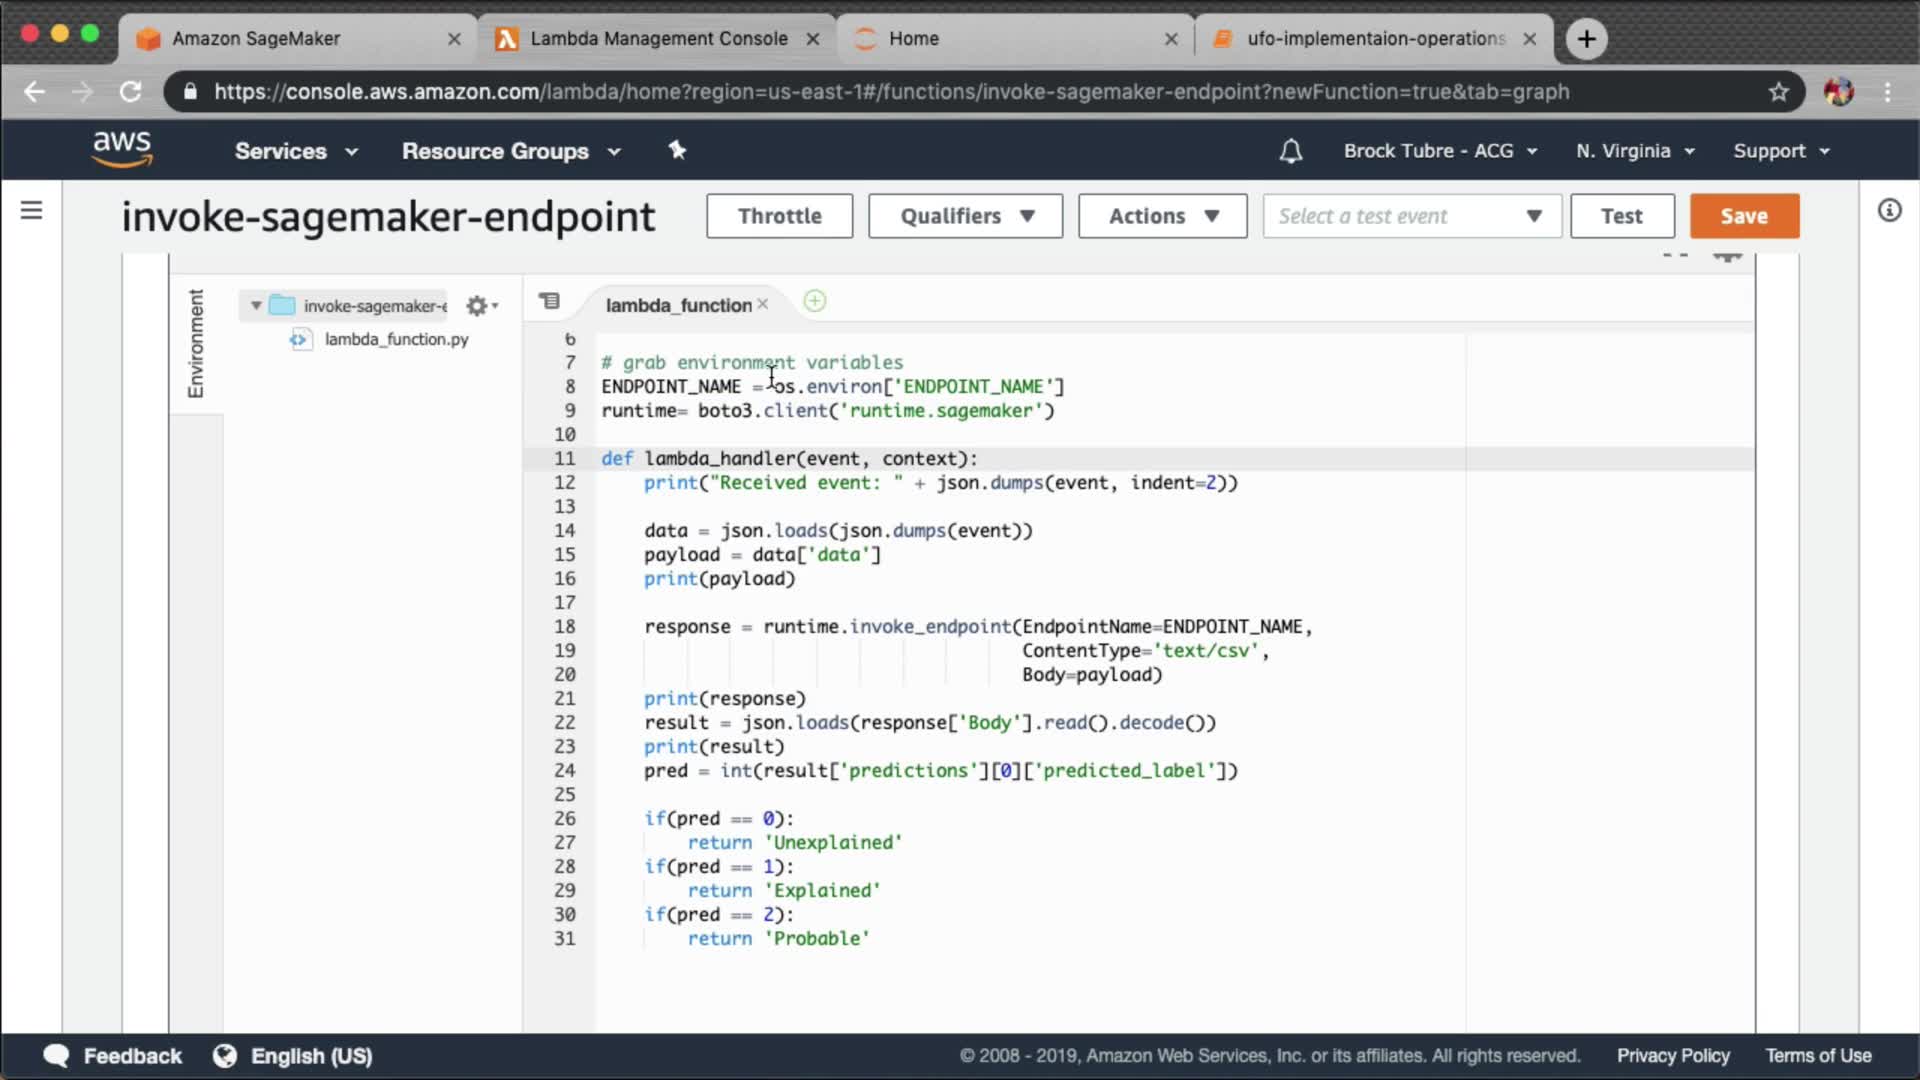 Amazon SageMaker
Lambda Management Console
Home
ufo-implementaion-operations
https://console.aws.amazon.com/lambda/home?region=us-east-1#/functions/invoke-sagemaker-endpoint?newFunction=true&tab=graph
aws
Services
Resource Groups
Brock Tubre - ACG
N. Virginia
Support
invoke-sagemaker-endpoint
Throttle
Qualifiers
Actions
Select a test event
Test
Save
Environment
invoke-sagemaker-e
lambda_function.py
lambda_function
6
7 # grab environment variables
8 ENDPOINT_NAME = os.environ['ENDPOINT_NAME']
9 runtime= boto3.client('runtime.sagemaker')
10
11 def lambda_handler(event, context):
12 print("Received event: " + json.dumps(event, indent=2))
13
14 data = json.loads(json.dumps(event))
15 payload = data['data']
16 print(payload)
17
18 response = runtime.invoke_endpoint(EndpointName=ENDPOINT_NAME,
19 ContentType='text/csv',
20 Body=payload)
21 print(response)
22 result = json.loads(response['Body'].read().decode())
23 print(result)
24 pred = int(result['predictions'][0]['predicted_label'])
25
26 if(pred == 0):
27 return 'Unexplained'
28 if(pred == 1):
29 return 'Explained'
30 if(pred == 2):
31 return 'Probable'
Feedback
English (US)
© 2008 - 2019, Amazon Web Services, Inc. or its affiliates. All rights reserved.
Privacy Policy
Terms of Use